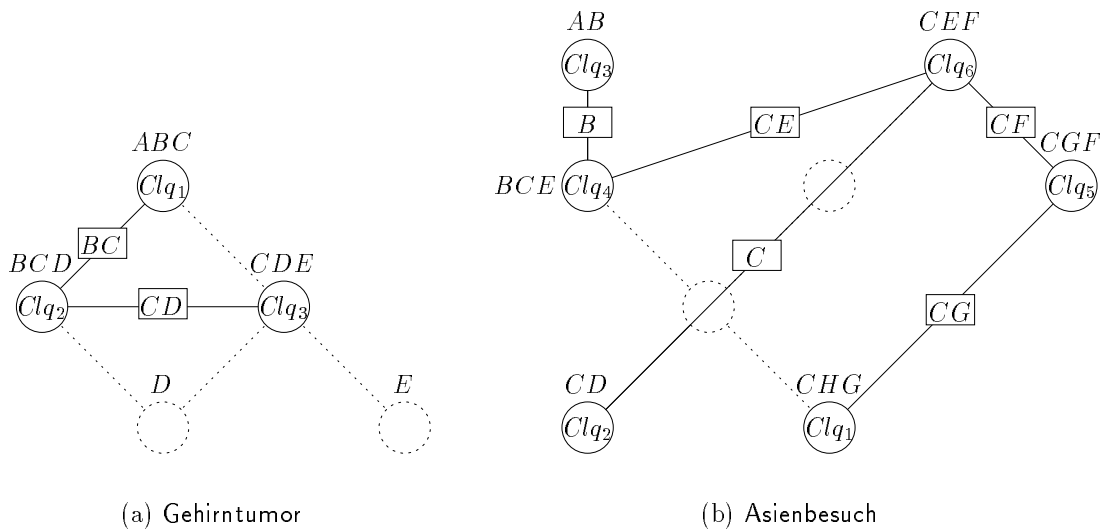 ABC
Clq1
BC
BCD
CDE
Clq2
CD
Clq3
D
E
(a) Gehirntumor
AB
CEF
Clq3
Clq6
B
CE
CF
CGF
BCE
Clq4
Clq5
C
CG
CD
CHG
Clq2
Clq1
(b) Asienbesuch